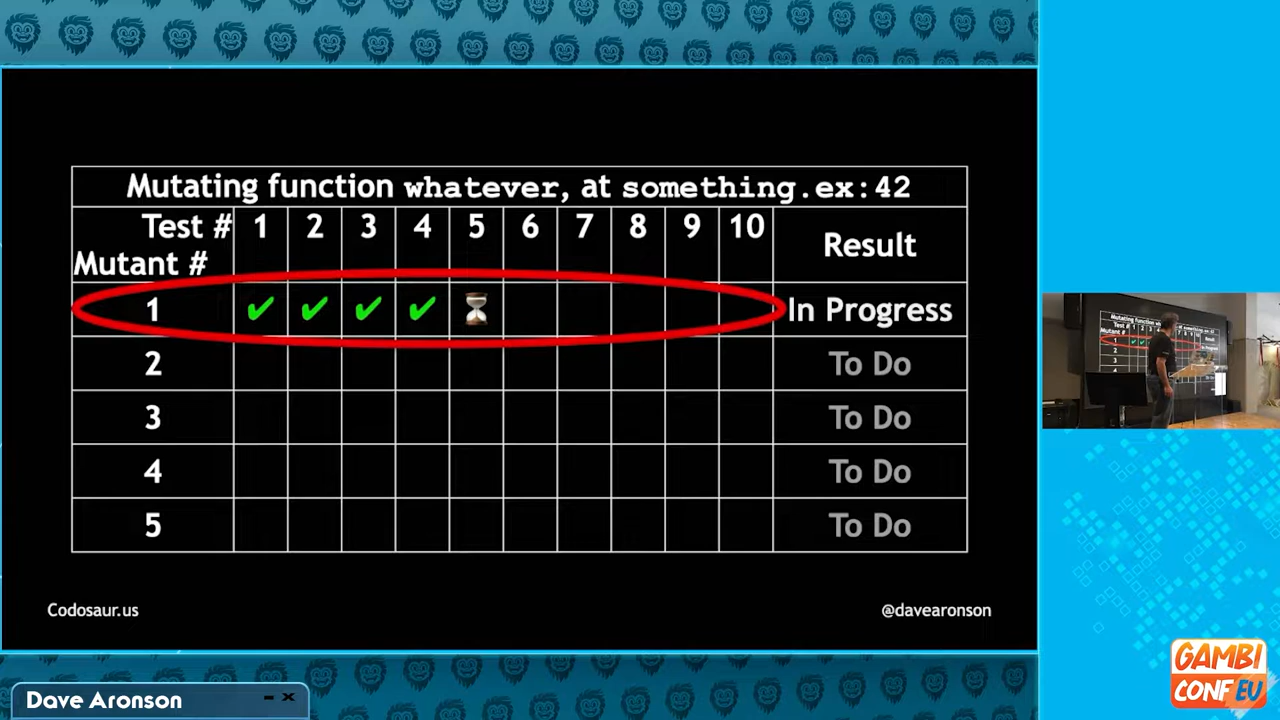 Mutating function whatever, at something.ex:42
Test # 1 2 3 4 5 6 7 8 9 10 Result
Mutant #
1 ✔ ✔ ✔ ✔ ⏳ In Progress
2 To Do
3 To Do
4 To Do
5 To Do
Codosaur.us
@davearonson
Dave Aronson
GAMBI
CONF EU